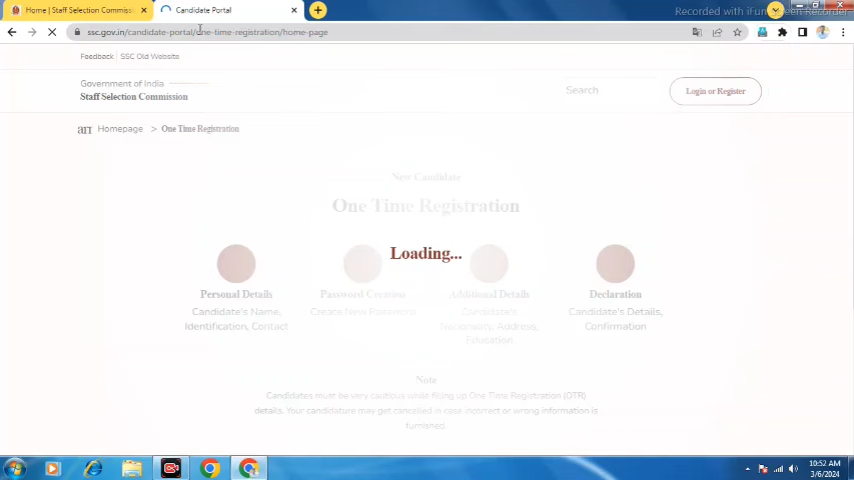 Home | Staff Selection Commissi
Candidate Portal
Recorded with iFun Screen Recorder
ssc.gov.in/candidate-portal/one-time-registration/home-page
Feedback | SSC Old Website
Government of India
Staff Selection Commission
Search
Login or Register
Homepage > One Time Registration
New Candidate
One Time Registration
Loading...
Personal Details
Password Creation
Additional Details
Declaration
Candidate's Name,
Identification, Contact
Create New Password
Candidate's
Nationality, Address,
Education
Candidate's Details,
Confirmation
Note
Candidates must be very cautious while filling up One Time Registration (OTR)
details. Your candidature may get cancelled in case incorrect or wrong information is
furnished.
10:52 AM
3/6/2024